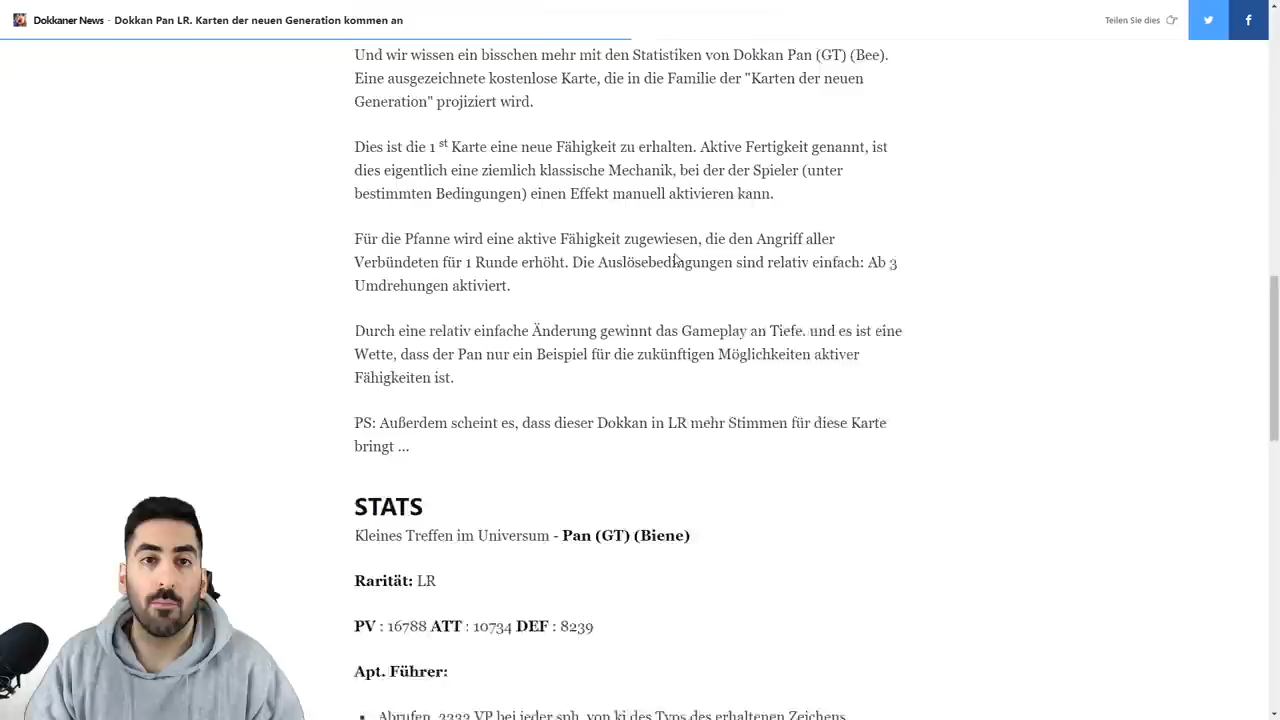 Dokkaner News - Dokkan Pan LR. Karten der neuen Generation kommen an
Teilen Sie dies
Und wir wissen ein bisschen mehr mit den Statistiken von Dokkan Pan (GT) (Bee).
Eine ausgezeichnete kostenlose Karte, die in die Familie der "Karten der neuen
Generation" projiziert wird.
Dies ist die 1 st Karte eine neue Fähigkeit zu erhalten. Aktive Fertigkeit genannt, ist
dies eigentlich eine ziemlich klassische Mechanik, bei der der Spieler (unter
bestimmten Bedingungen) einen Effekt manuell aktivieren kann.
Für die Pfanne wird eine aktive Fähigkeit zugewiesen, die den Angriff aller
Verbündeten für 1 Runde erhöht. Die Auslösebedingungen sind relativ einfach: Ab 3
Umdrehungen aktiviert.
Durch eine relativ einfache Änderung gewinnt das Gameplay an Tiefe. und es ist eine
Wette, dass der Pan nur ein Beispiel für die zukünftigen Möglichkeiten aktiver
Fähigkeiten ist.
PS: Außerdem scheint es, dass dieser Dokkan in LR mehr Stimmen für diese Karte
bringt ...
STATS
Kleines Treffen im Universum - Pan (GT) (Biene)
Rarität: LR
PV : 16788 ATT : 10734 DEF : 8239
Apt. Führer:
Abrufen, 3333 VP bei jeder sph. von ki des Typs des erhaltenen Zeichens